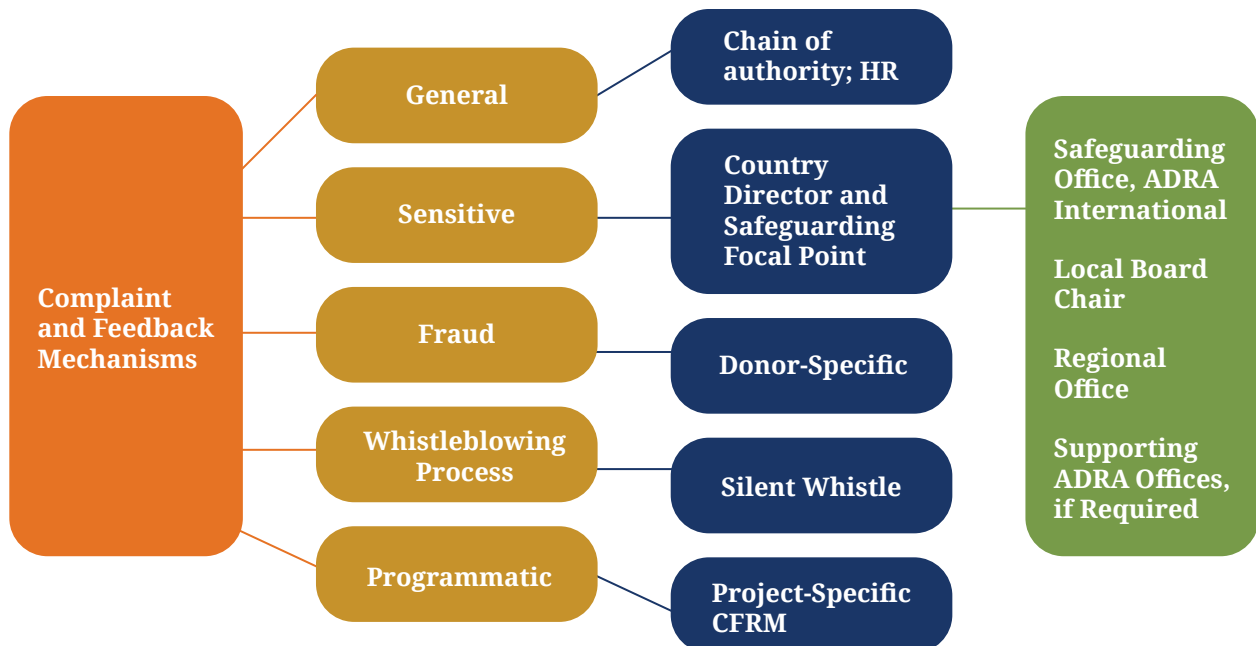 Complaint
and Feedback
Mechanisms
General
Sensitive
Fraud
Whistleblowing
Process
Programmatic
Chain of
authority; HR
Country
Director and
Safeguarding
Focal Point
Donor-Specific
Silent Whistle
Project-Specific
CFRM
Safeguarding
Office, ADRA
International
Local Board
Chair
Regional
Office
Supporting
ADRA Offices,
if Required